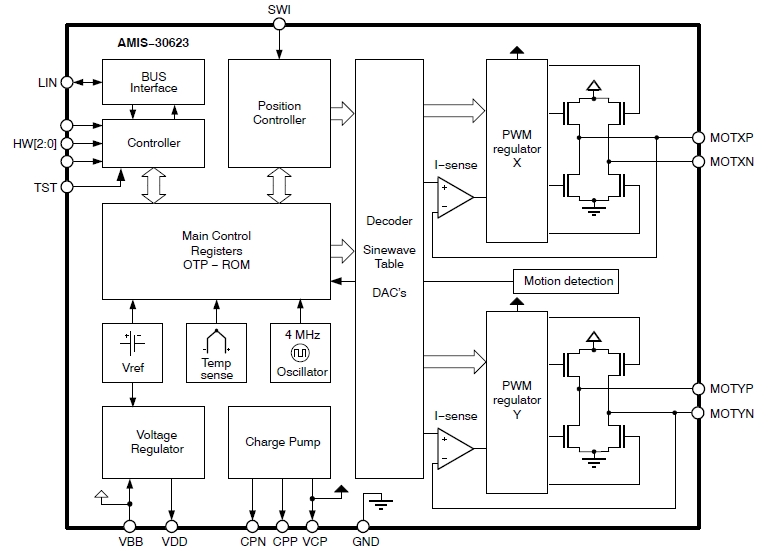 SWI
AMIS–30623
LIN
BUS
Interface
Position
Controller
HW[2:0]
Controller
TST
PWM
regulator
X
MOTXP
MOTXN
I–sense
+
–
Main Control
Registers
OTP – ROM
Decoder
Sinewave
Table
DAC's
Motion detection
Vref
+
-
Temp
sense
4 MHz
Oscillator
PWM
regulator
Y
MOTYP
MOTYN
I–sense
+
–
Voltage
Regulator
Charge Pump
VBB
VDD
CPN
CPP
VCP
GND